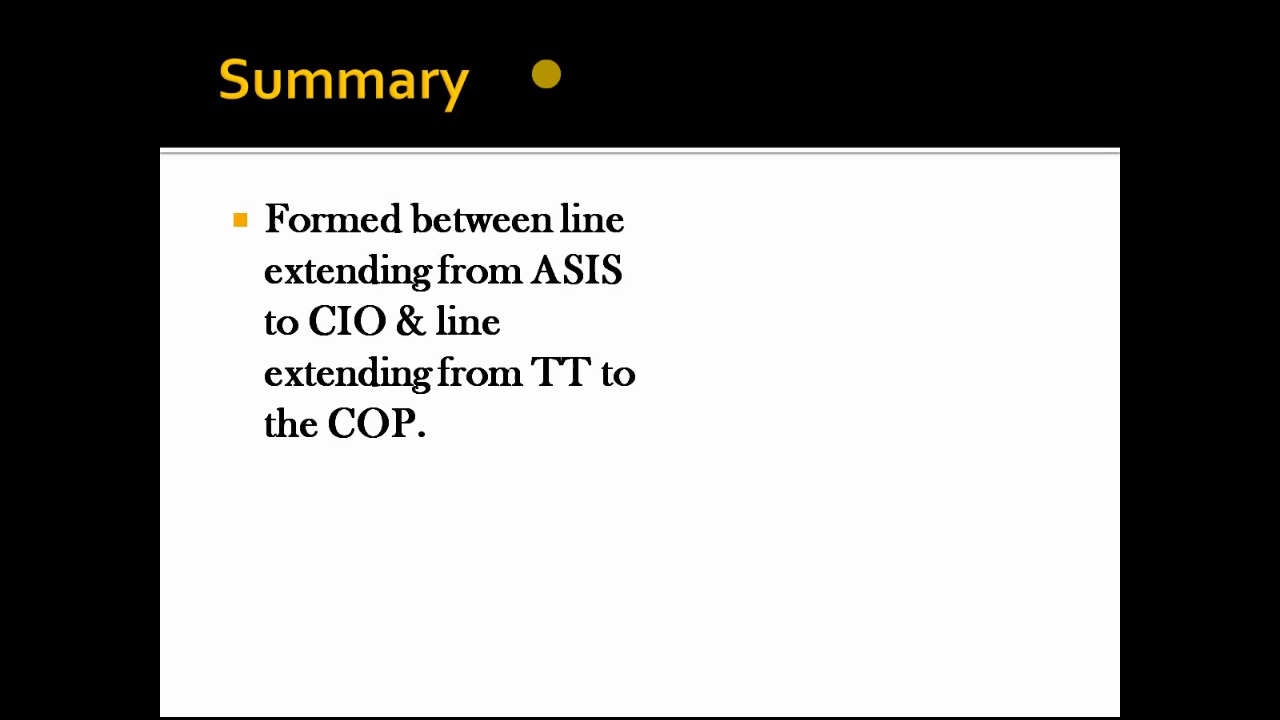 Summary
Formed between line
extending from ASIS
to CIO & line
extending from TT to
the COP.